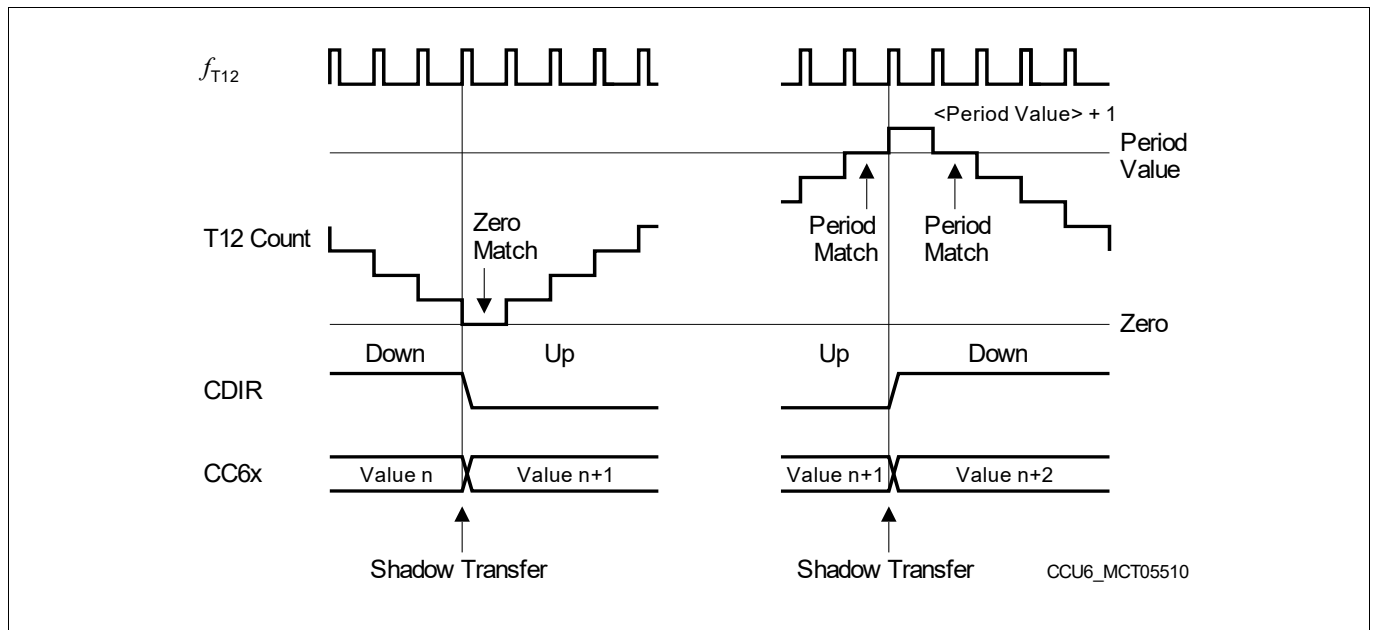 fT12
<Period Value> + 1
Period
Value
Zero
Match
Period
Match
Period
Match
T12 Count
Zero
Down
Up
Up
Down
CDIR
CC6x
Value n
Value n+1
Value n+1
Value n+2
Shadow Transfer
Shadow Transfer
CCU6_MCT05510